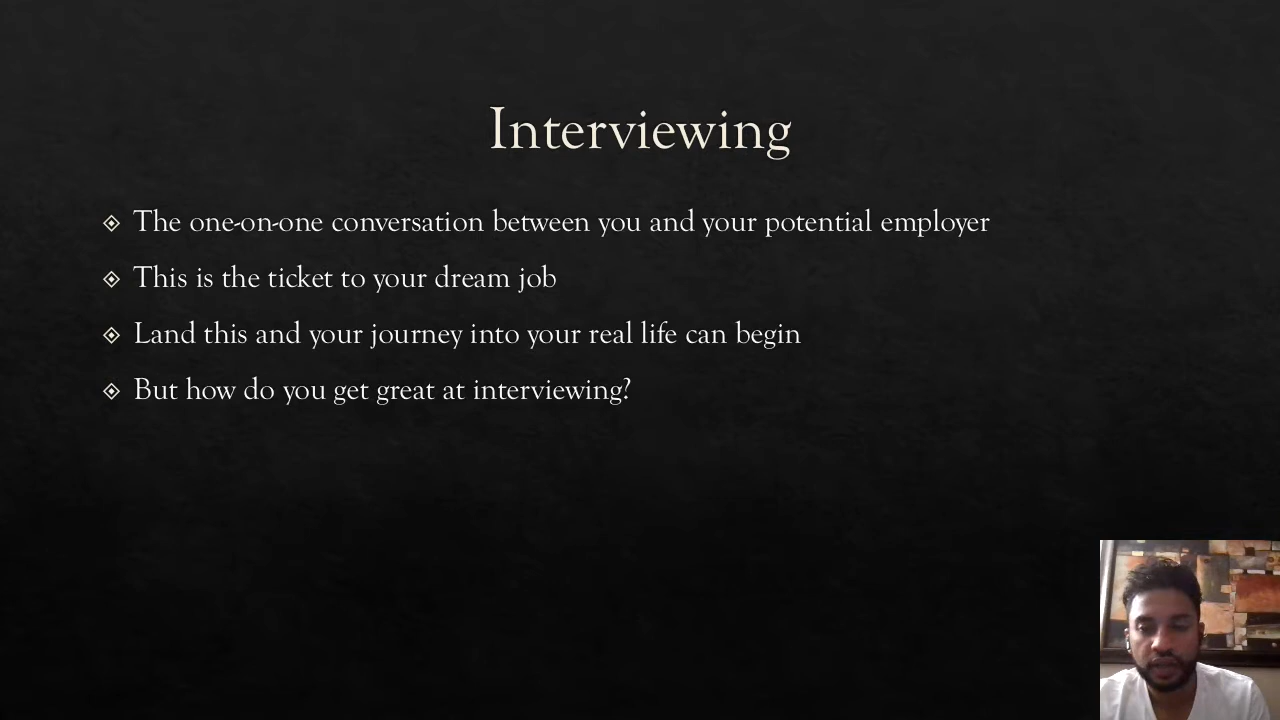 Interviewing
The one-on-one conversation between you and your potential employer
This is the ticket to your dream job
Land this and your journey into your real life can begin
But how do you get great at interviewing?